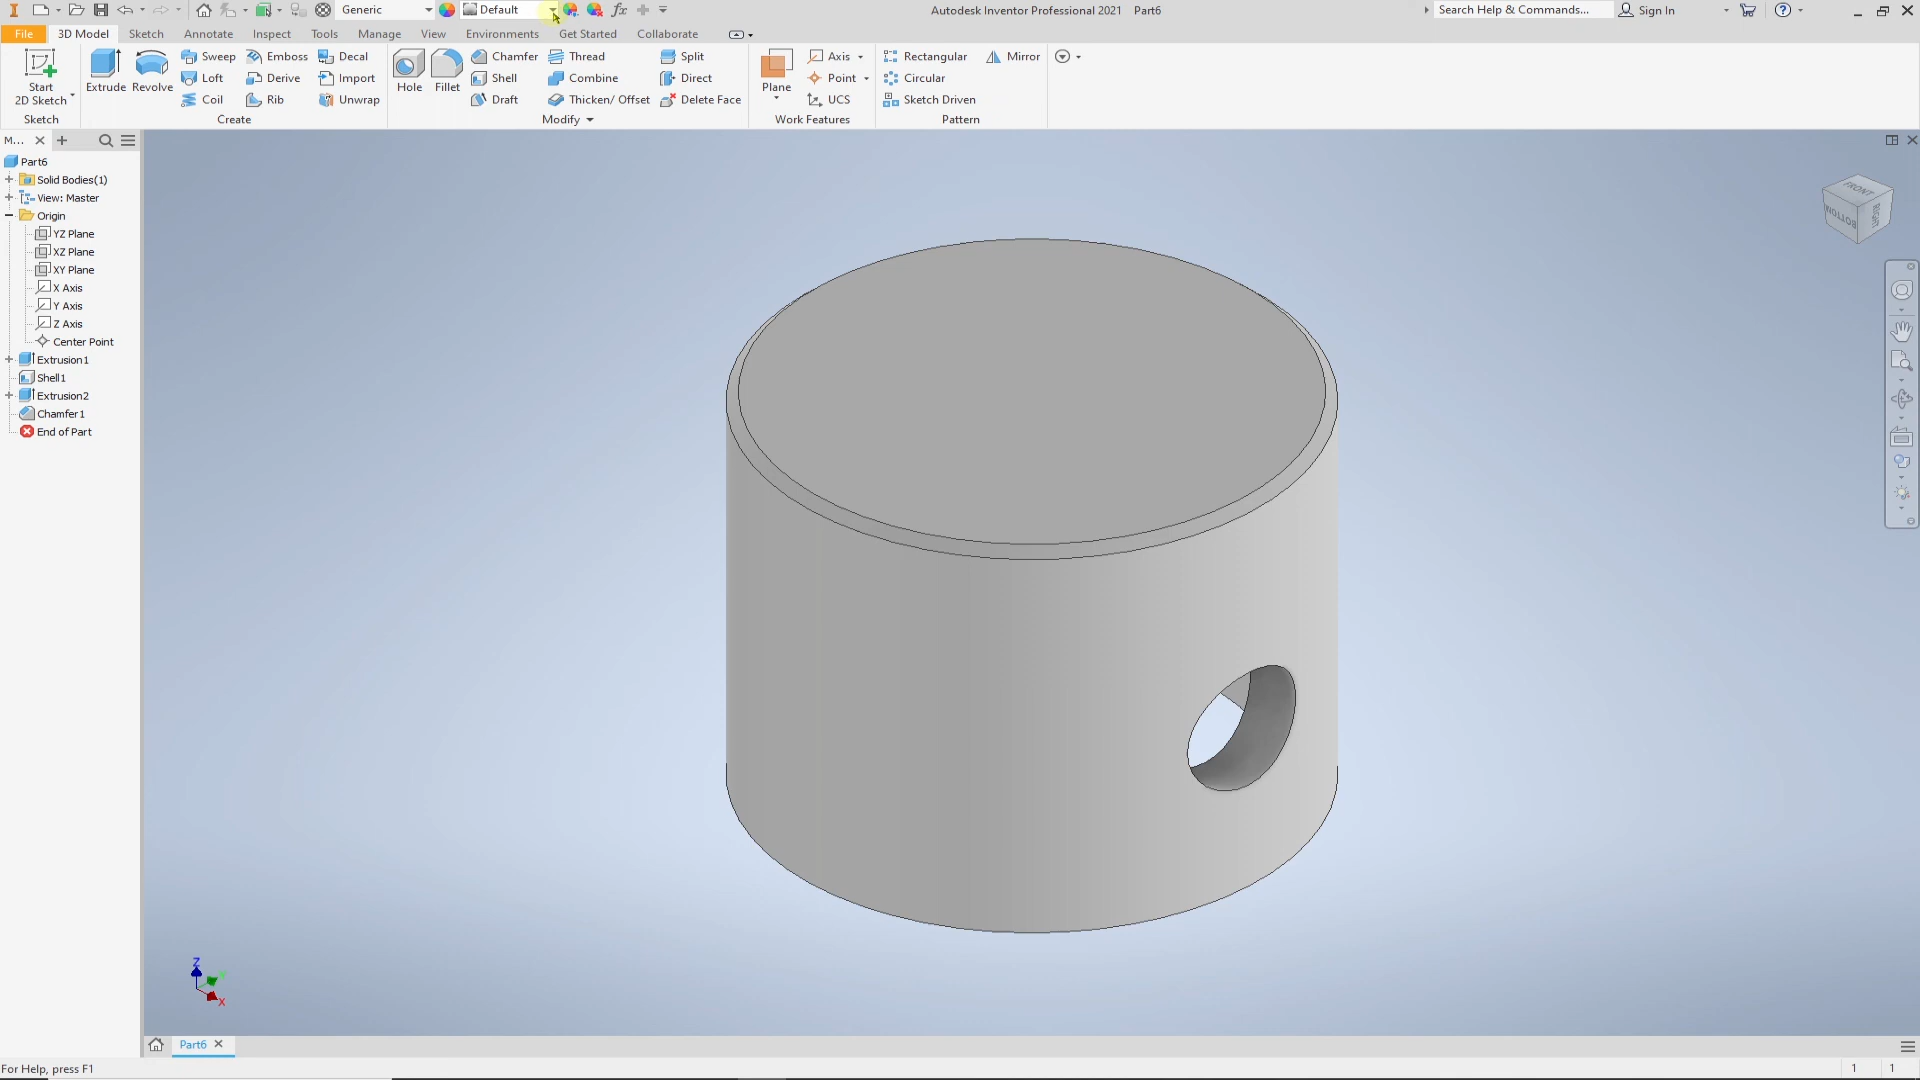 Generic
Default
Autodesk Inventor Professional 2021 Part6
Search Help & Commands...
Sign In
File
3D Model
Sketch
Annotate
Inspect
Tools
Manage
View
Environments
Get Started
Collaborate
Start
2D Sketch
Extrude
Revolve
Sweep
Loft
Coil
Emboss
Derive
Rib
Decal
Import
Unwrap
Hole
Fillet
Chamfer
Shell
Draft
Thread
Combine
Thicken/ Offset
Split
Direct
Delete Face
Plane
Axis
Point
UCS
Rectangular
Circular
Sketch Driven
Mirror
Sketch
Create
Modify
Work Features
Pattern
M...
Part6
Solid Bodies(1)
View: Master
Origin
YZ Plane
XZ Plane
XY Plane
X Axis
Y Axis
Z Axis
Center Point
Extrusion1
Shell1
Extrusion2
Chamfer1
End of Part
FRONT
BOTTOM
RIGHT
Z
Y
X
Part6
For Help, press F1
1
1